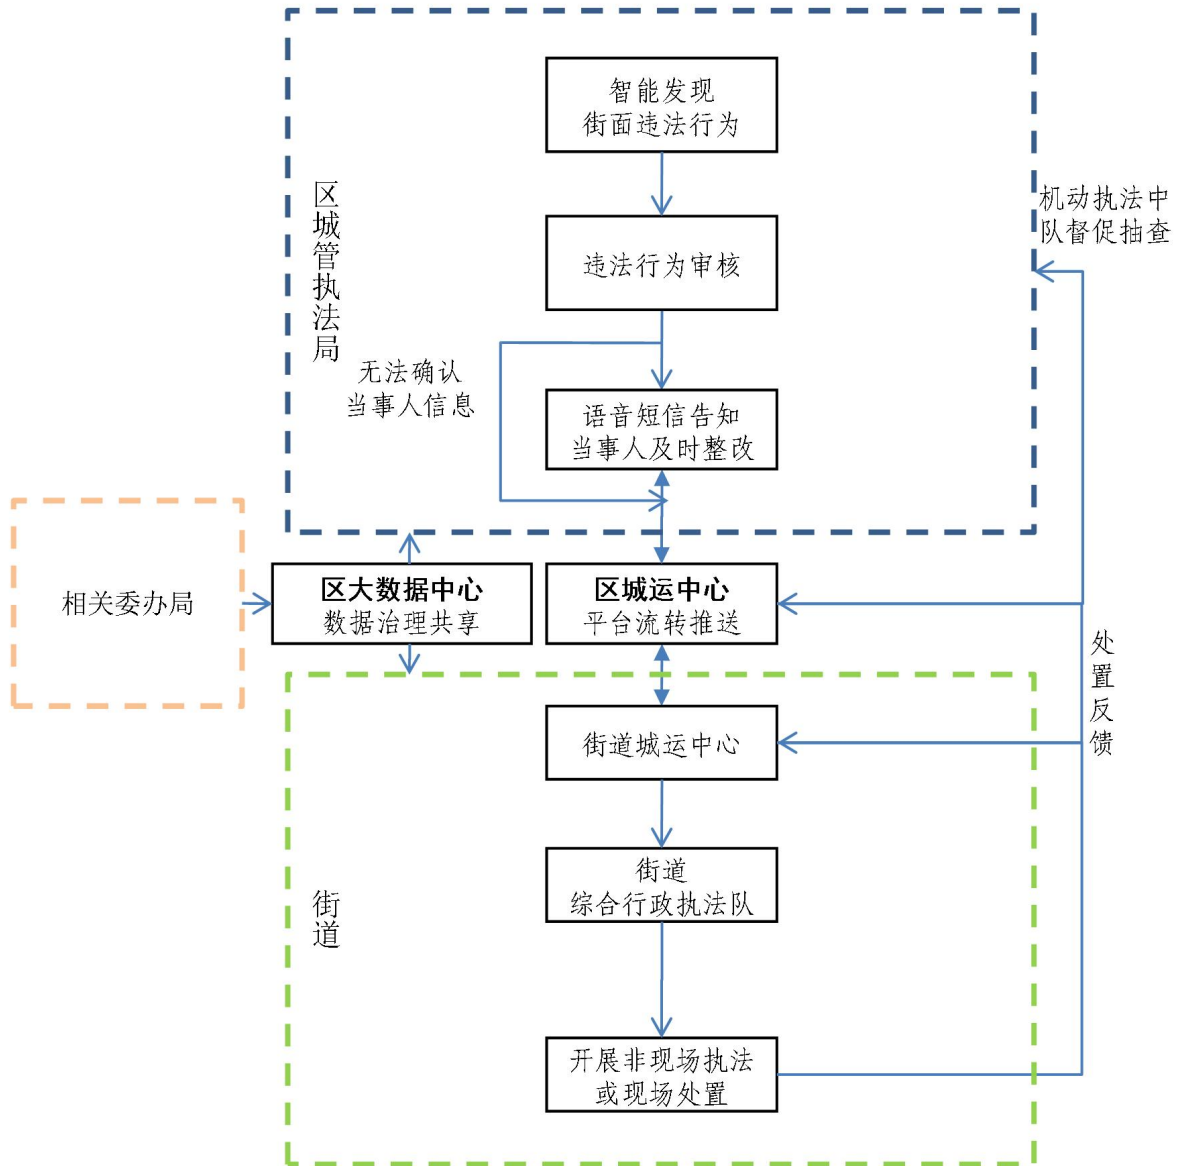 智能发现
街面违法行为
区城管执法局
机动执法中
队督促抽查
违法行为审核
无法确认
当事人信息
语音短信告知
当事人及时整改
相关委办局
区大数据中心
数据治理共享
区城运中心
平台流转推送
处置反馈
街道城运中心
街道
综合行政执法队
街道
开展非现场执法
或现场处置